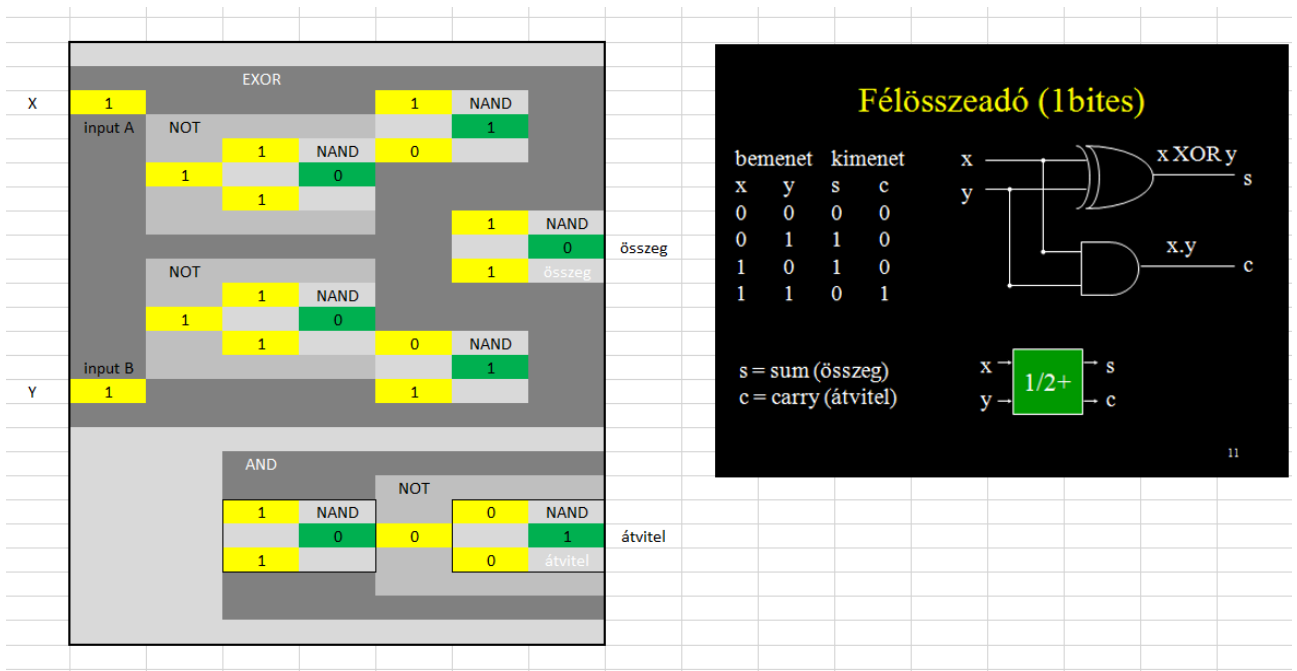 EXOR
X 1 1 NAND
input A NOT 1
1 NAND 0
1 0
1
1 NAND
0 összeg
NOT 1 összeg
1 NAND
1 0
1 0 NAND
input B 1
Y 1 1
AND
NOT
1 NAND 0 NAND
0 0 1 átvitel
1 0 átvitel
Félösszeadó (1bites)
bemenet kimenet
x y s c
0 0 0 0
0 1 1 0
1 0 1 0
1 1 0 1
x x XOR y
s
y
x.y
c
s = sum (összeg)
c = carry (átvitel)
x s
1/2+
y c
11